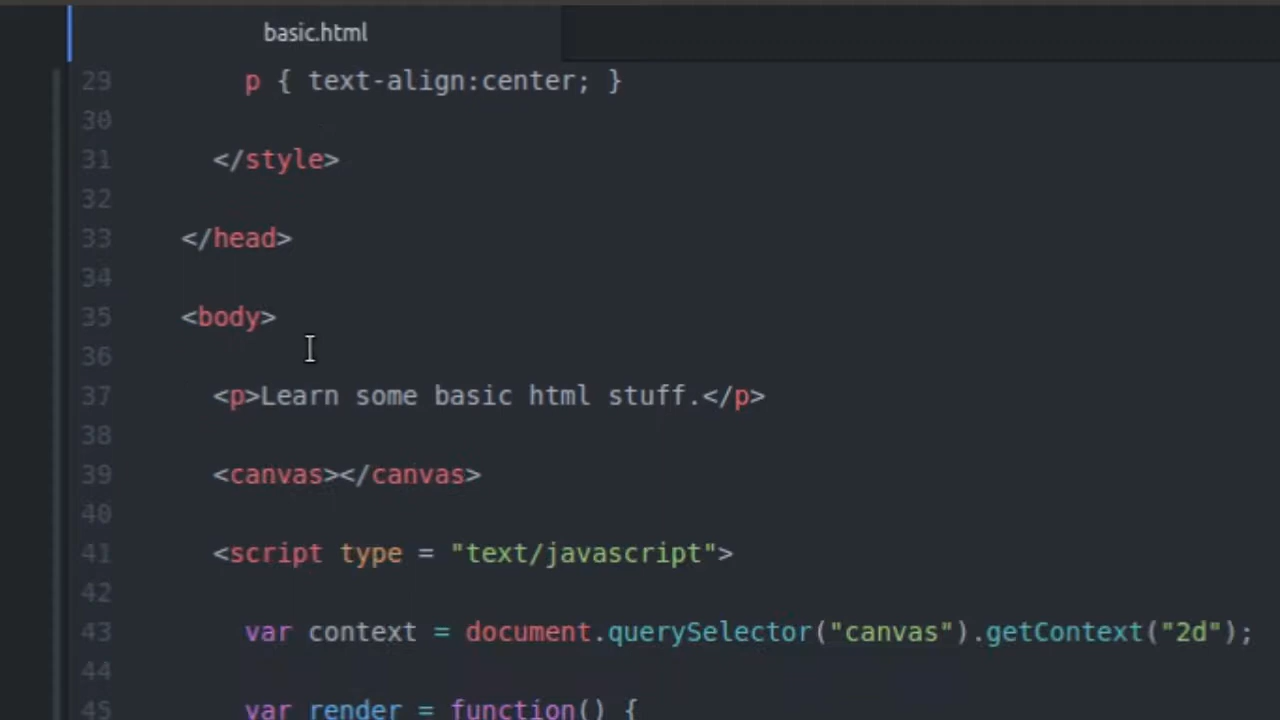 basic.html
29 p { text-align:center; }
30
31 </style>
32
33 </head>
34
35 <body>
36
37 <p>Learn some basic html stuff.</p>
38
39 <canvas></canvas>
40
41 <script type = "text/javascript">
42
43 var context = document.querySelector("canvas").getContext("2d");
44
45 var render = function() {